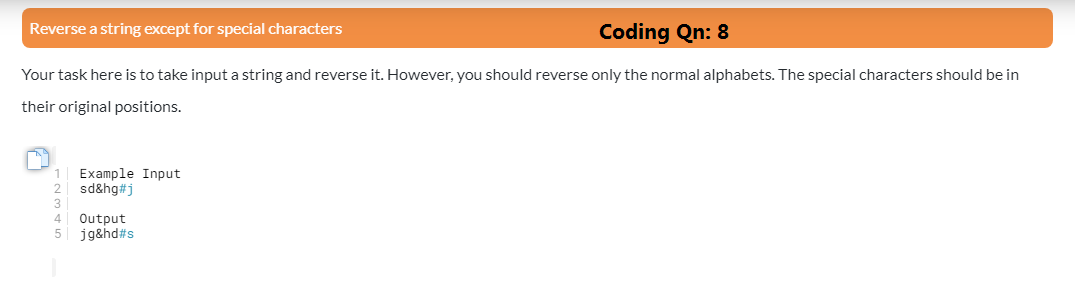 Reverse a string except for special characters
Coding Qn: 8
Your task here is to take input a string and reverse it. However, you should reverse only the normal alphabets. The special characters should be in
their original positions.
1 Example Input
2 sd&hg#j
3
4 Output
5 jg&hd#s